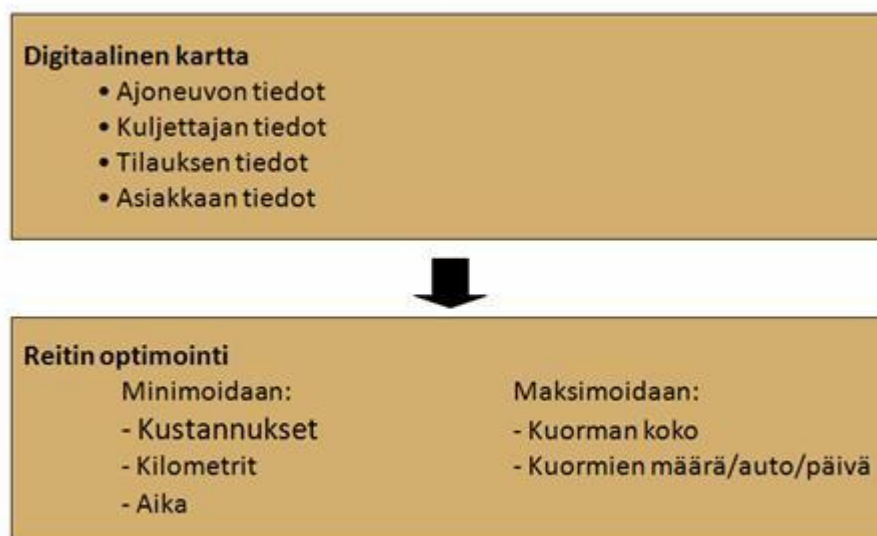 Digitaalinen kartta
• Ajoneuvon tiedot
• Kuljettajan tiedot
• Tilauksen tiedot
• Asiakkaan tiedot
Reitin optimointi
Minimoidaan:
- Kustannukset
- Kilometrit
- Aika
Maksimoidaan:
- Kuorman koko
- Kuormien määrä/auto/päivä